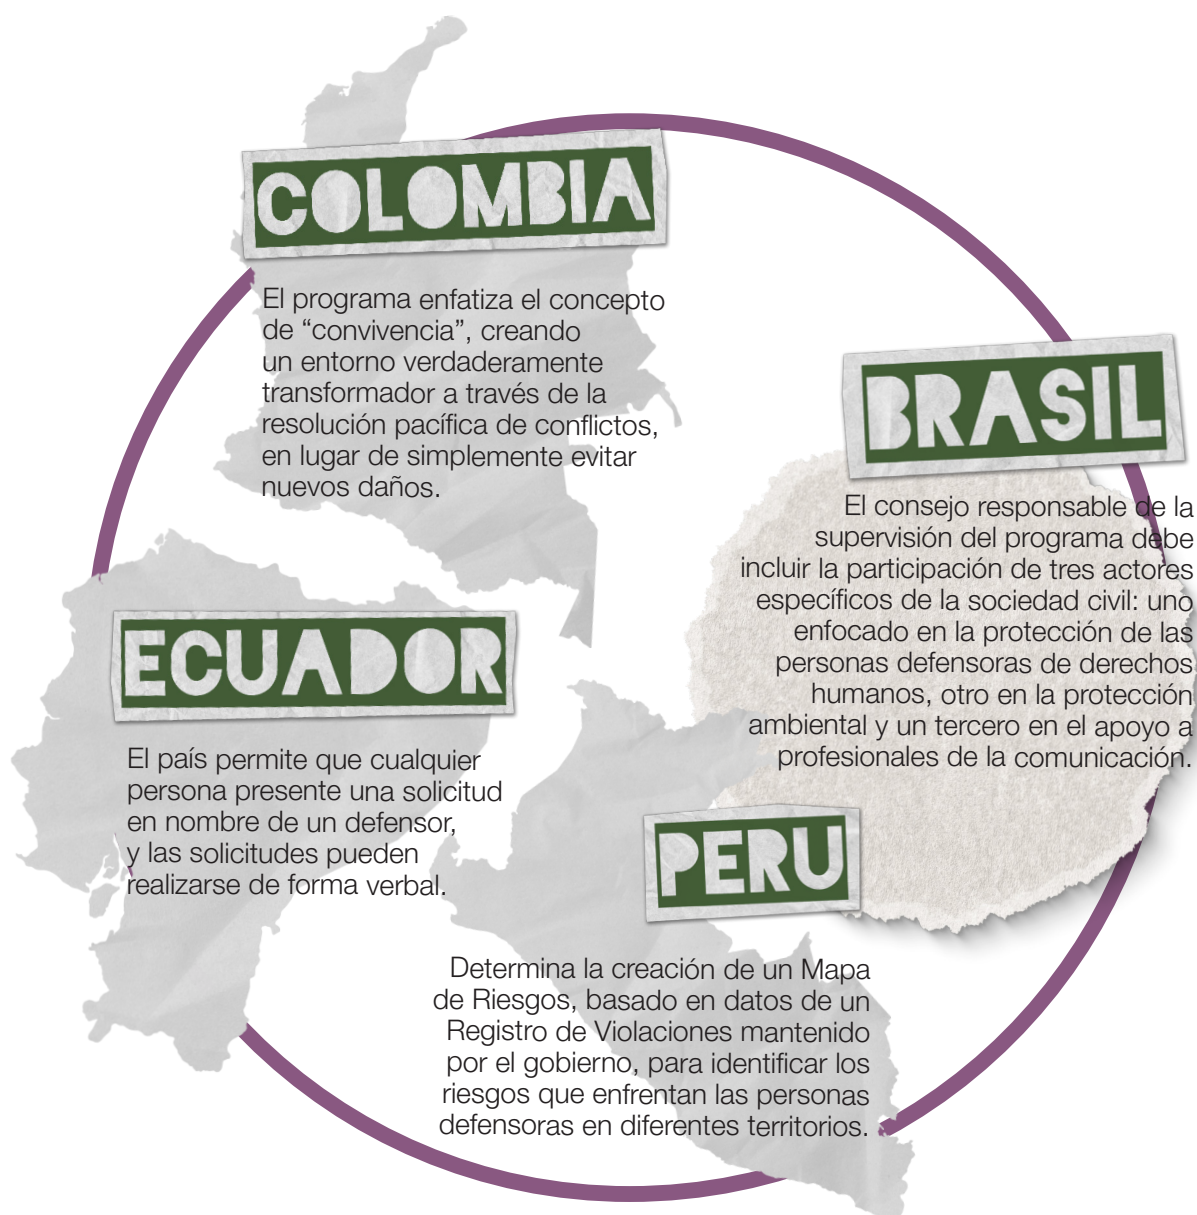 COLOMBIA
El programa enfatiza el concepto
de “convivencia”, creando
un entorno verdaderamente
transformador a través de la
resolución pacífica de conflictos,
en lugar de simplemente evitar
nuevos daños.
BRASIL
El consejo responsable de la
supervisión del programa debe
incluir la participación de tres actores
específicos de la sociedad civil: uno
enfocado en la protección de las
personas defensoras de derechos
humanos, otro en la protección
ambiental y un tercero en el apoyo a
profesionales de la comunicación.
ECUADOR
El país permite que cualquier
persona presente una solicitud
en nombre de un defensor,
y las solicitudes pueden
realizarse de forma verbal.
PERU
Determina la creación de un Mapa
de Riesgos, basado en datos de un
Registro de Violaciones mantenido
por el gobierno, para identificar los
riesgos que enfrentan las personas
defensoras en diferentes territorios.